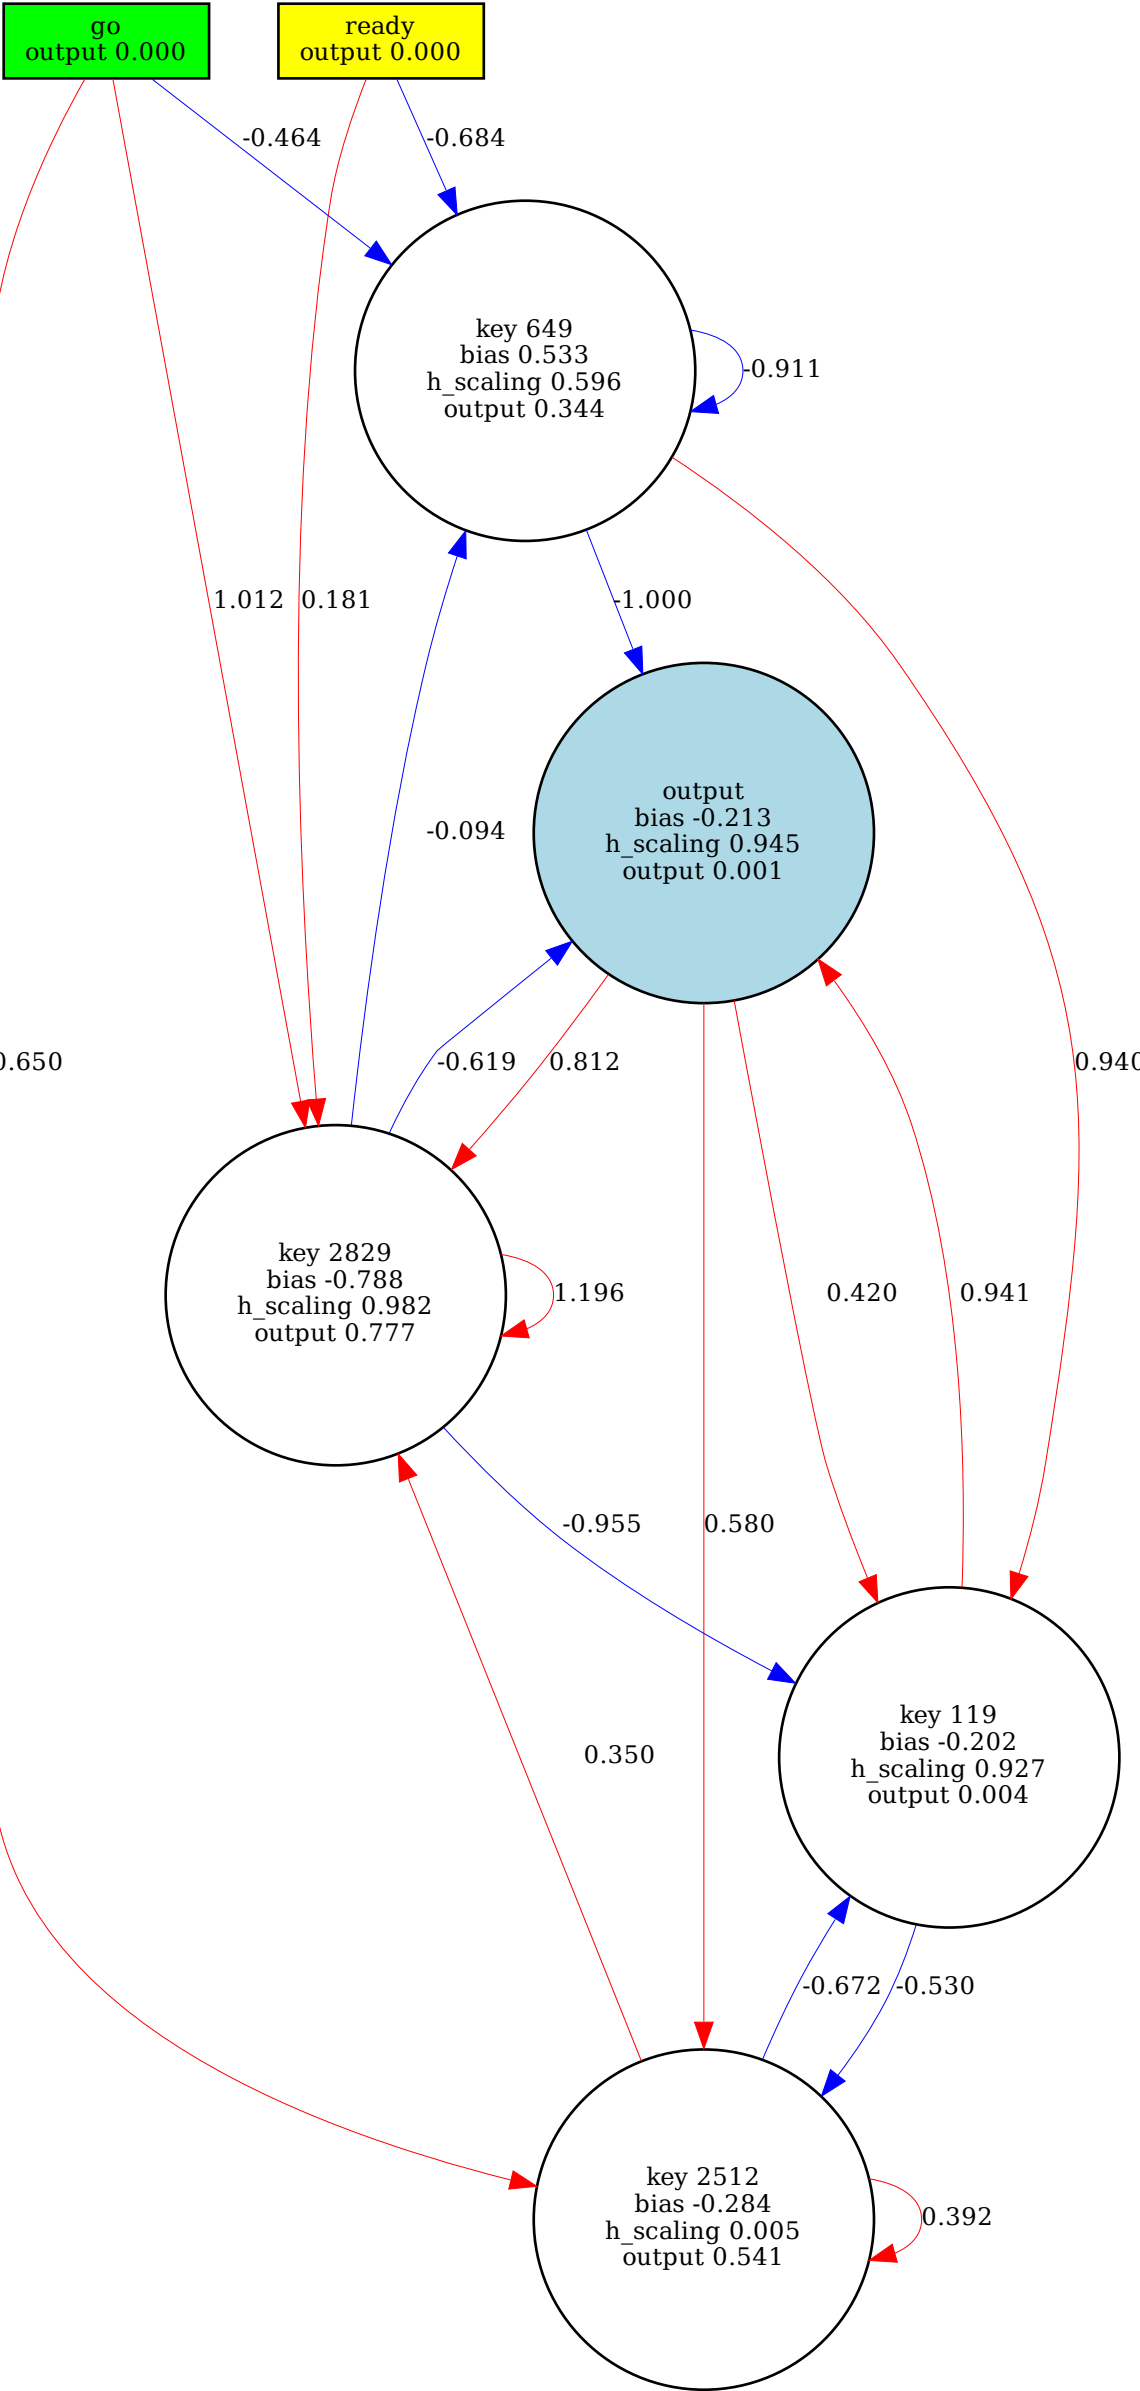 go
output 0.000
ready
output 0.000
-0.464
-0.684
key 649
bias 0.533
h_scaling 0.596
output 0.344
-0.911
1.012
0.181
-1.000
output
bias -0.213
h_scaling 0.945
output 0.001
-0.094
0.650
-0.619
0.812
0.940
key 2829
bias -0.788
h_scaling 0.982
output 0.777
1.196
0.420
0.941
-0.955
0.580
key 119
bias -0.202
h_scaling 0.927
output 0.004
0.350
-0.672
-0.530
key 2512
bias -0.284
h_scaling 0.005
output 0.541
0.392